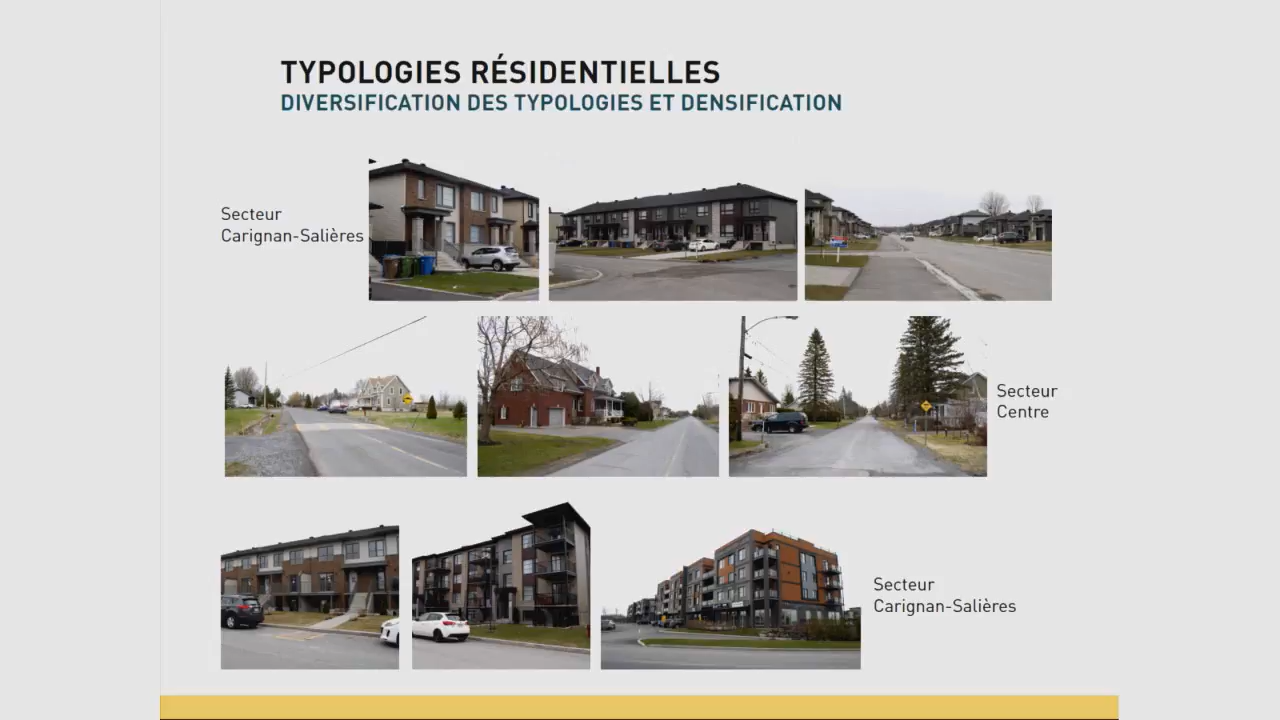 TYPOLOGIES RÉSIDENTIELLES
DIVERSIFICATION DES TYPOLOGIES ET DENSIFICATION
Secteur
Carignan-Salières
Secteur
Centre
Secteur
Carignan-Salières